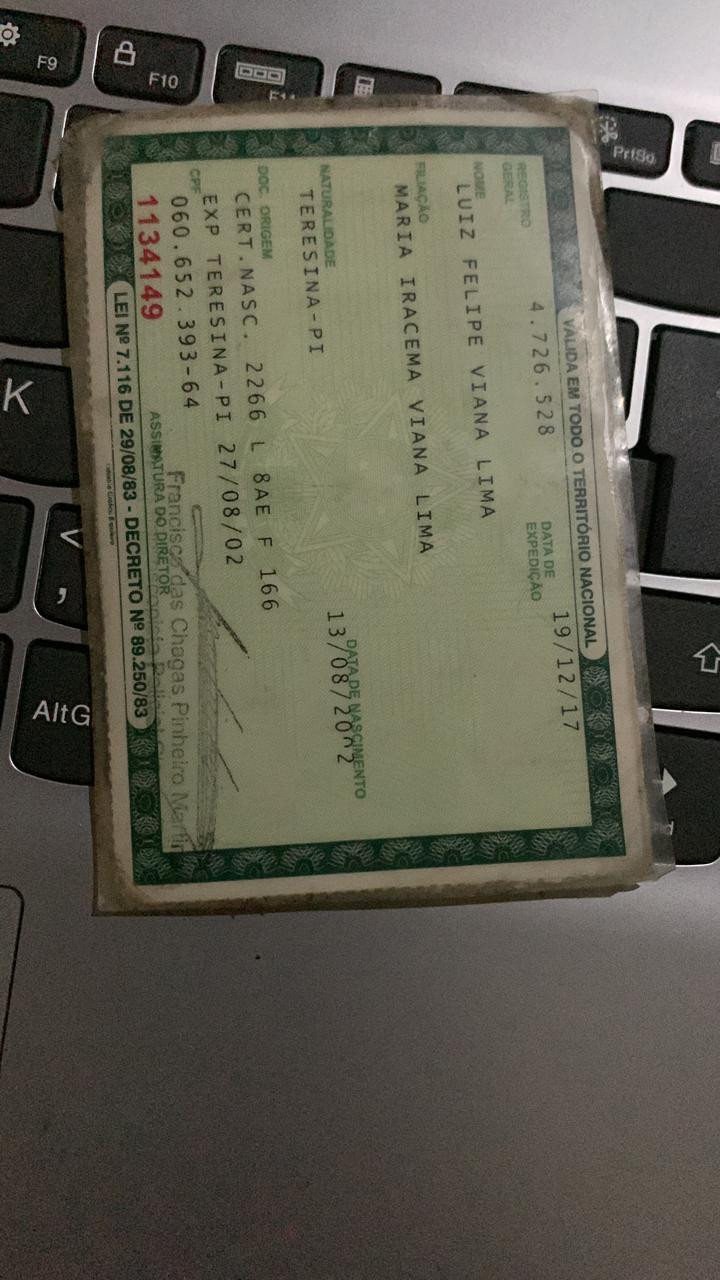 VÁLIDA EM TODO O TERRITÓRIO NACIONAL
REGISTRO GERAL 4.726.528 DATA DE EXPEDIÇÃO 19/12/17
NOME
LUIZ FELIPE VIANA LIMA
FILIAÇÃO
MARIA IRACEMA VIANA LIMA
NATURALIDADE DATA DE NASCIMENTO
TERESINA-PI 13/08/2002
DOC. ORIGEM
CERT.NASC. 2266 L 8AE F 166
EXP TERESINA-PI 27/08/02
CPF
060.652.393-64
Francisco das Chagas Pinheiro Martin
1134149 ASSINATURA DO DIRETOR
LEI Nº 7.116 DE 29/08/83 - DECRETO Nº 89.250/83
F9
F10
F11
PrtSc
K
<
,
AltG